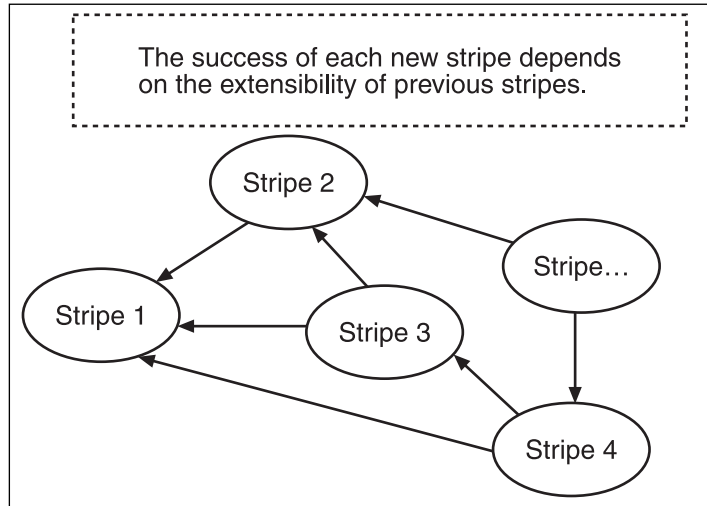 The success of each new stripe depends
on the extensibility of previous stripes.
Stripe 2
Stripe…
Stripe 1
Stripe 3
Stripe 4